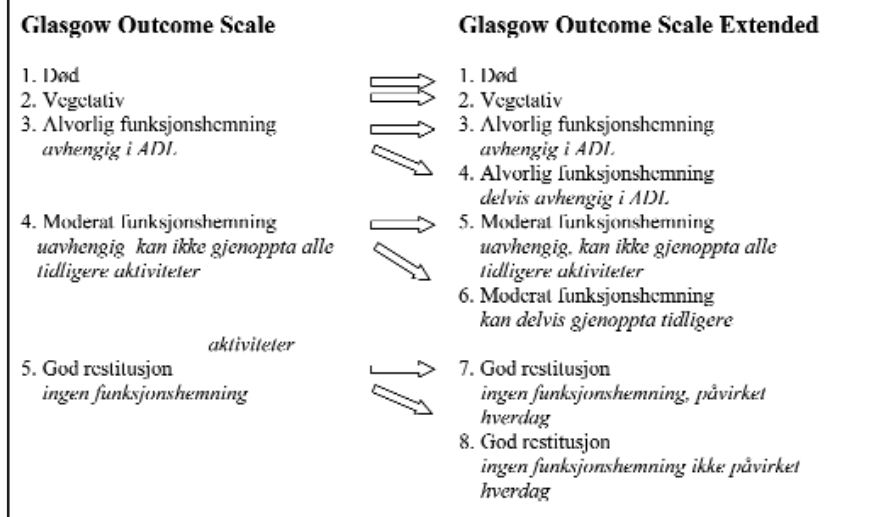 Glasgow Outcome Scale
1. Død
2. Vegetativ
3. Alvorlig funksjonshemning
avhengig i ADL
4. Moderat funksjonshemning
uavhengig kan ikke gjenoppta alle
tidligere aktiviteter
aktiviteter
5. God restitusjon
ingen funksjonshemning
Glasgow Outcome Scale Extended
1. Død
2. Vegetativ
3. Alvorlig funksjonshemning
avhengig i ADL
4. Alvorlig funksjonshemning
delvis avhengig i ADL
5. Moderat funksjonshemning
uavhengig, kan ikke gjenoppta alle
tidligere aktiviteter
6. Moderat funksjonshemning
kan delvis gjenoppta tidligere
7. God restitusjon
ingen funksjonshemning, påvirket
hverdag
8. God restitusjon
ingen funksjonshemning ikke påvirket
hverdag